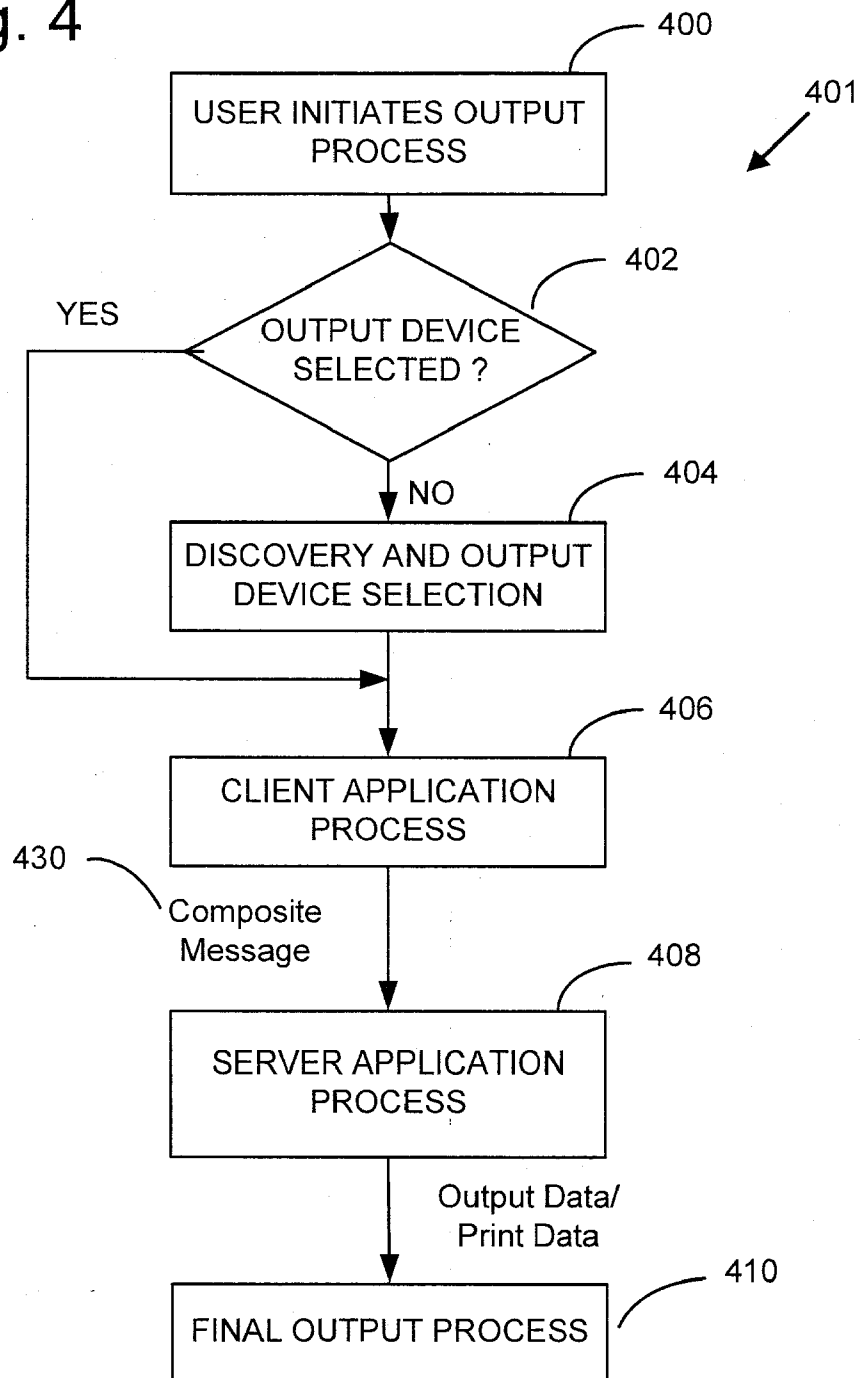 g. 4
400
USER INITIATES OUTPUT
PROCESS
401
402
YES
OUTPUT DEVICE
SELECTED ?
NO
404
DISCOVERY AND OUTPUT
DEVICE SELECTION
406
CLIENT APPLICATION
PROCESS
430
Composite
Message
408
SERVER APPLICATION
PROCESS
Output Data/
Print Data
410
FINAL OUTPUT PROCESS